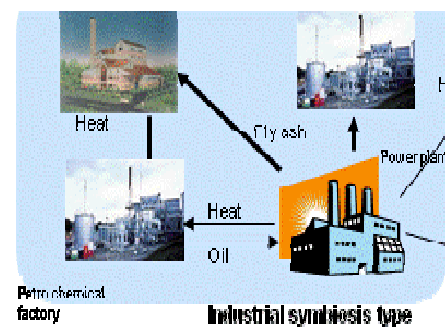 H
Heat
Fly ash
Power plant
Heat
Oil
Petro chemical
factory
Industrial symbiosis type